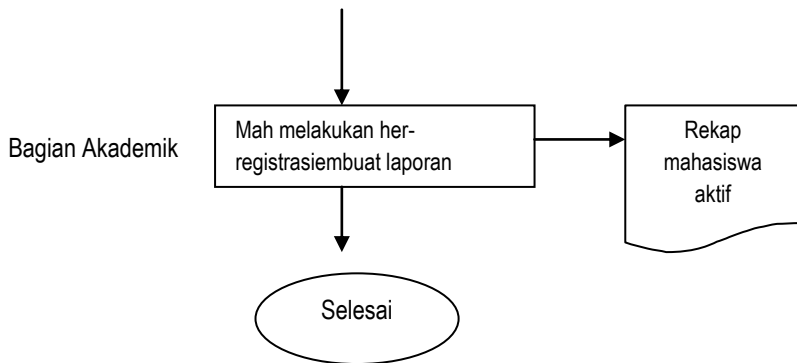 Bagian Akademik
Mah melakukan her-
registrasiembuat laporan
Rekap
mahasiswa
aktif
Selesai